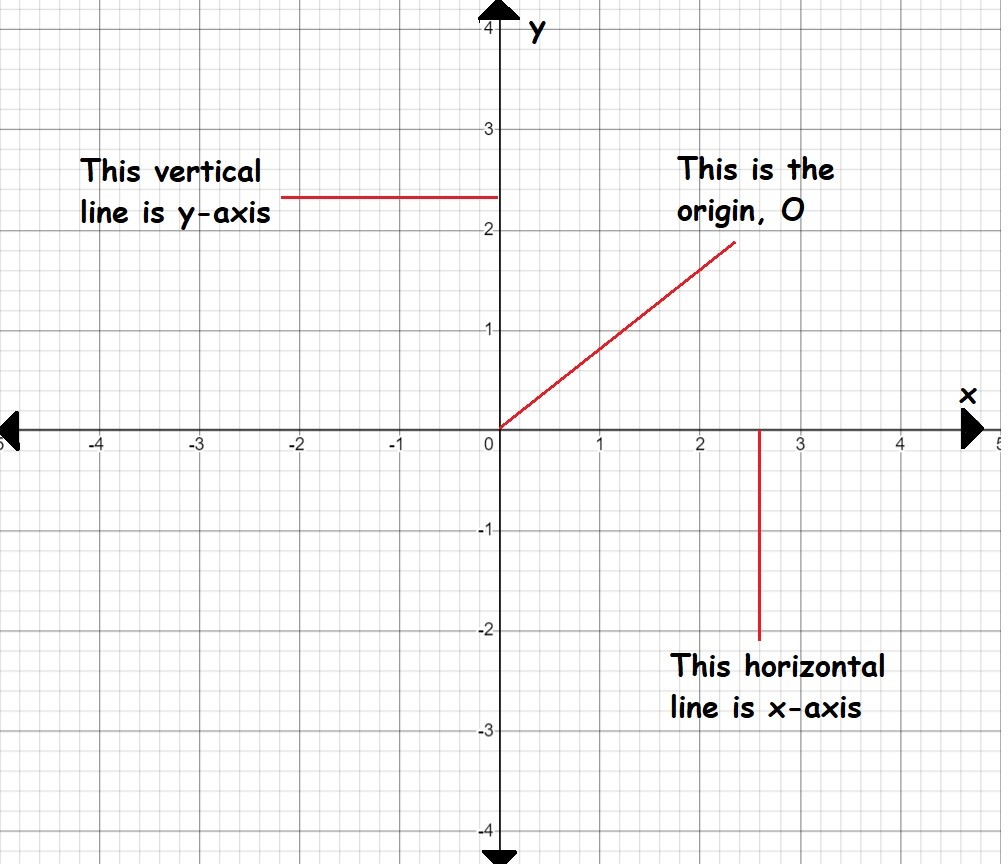 4
y
3
This vertical
line is y-axis
This is the
origin, O
2
1
x
-4 -3 -2 -1 0 1 2 3 4 5
-1
-2
This horizontal
line is x-axis
-3
-4